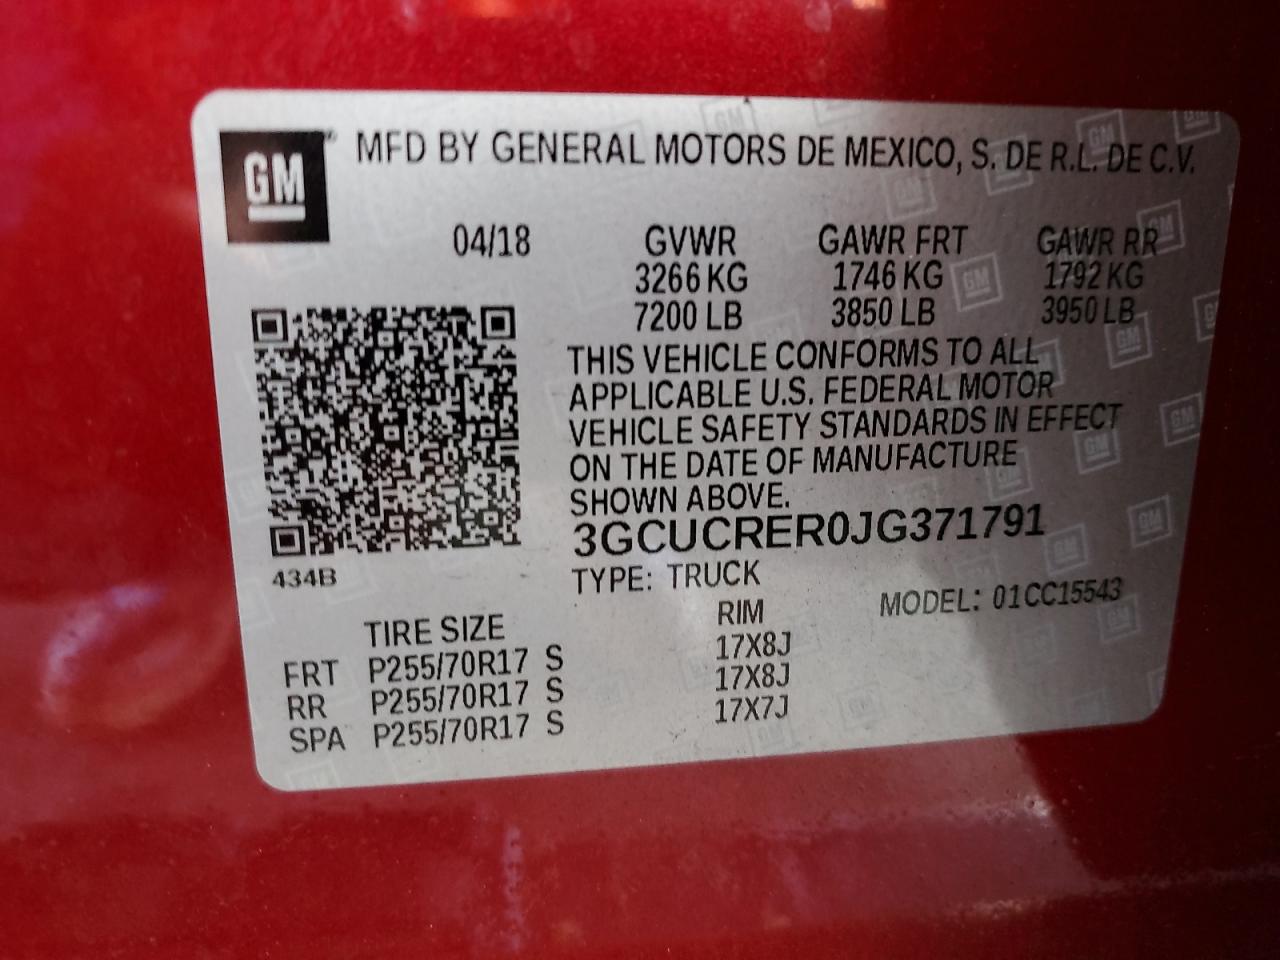 GM ® MFD BY GENERAL MOTORS DE MEXICO, S. DE R.L. DE C.V.
04/18 GVWR GAWR FRT GAWR RR
3266 KG 1746 KG 1792 KG
7200 LB 3850 LB 3950 LB
THIS VEHICLE CONFORMS TO ALL
APPLICABLE U.S. FEDERAL MOTOR
VEHICLE SAFETY STANDARDS IN EFFECT
ON THE DATE OF MANUFACTURE
SHOWN ABOVE.
3GCUCRER0JG371791
434B
TYPE: TRUCK
MODEL: 01CC15543
TIRE SIZE RIM
FRT P255/70R17 S 17X8J
RR P255/70R17 S 17X8J
SPA P255/70R17 S 17X7J